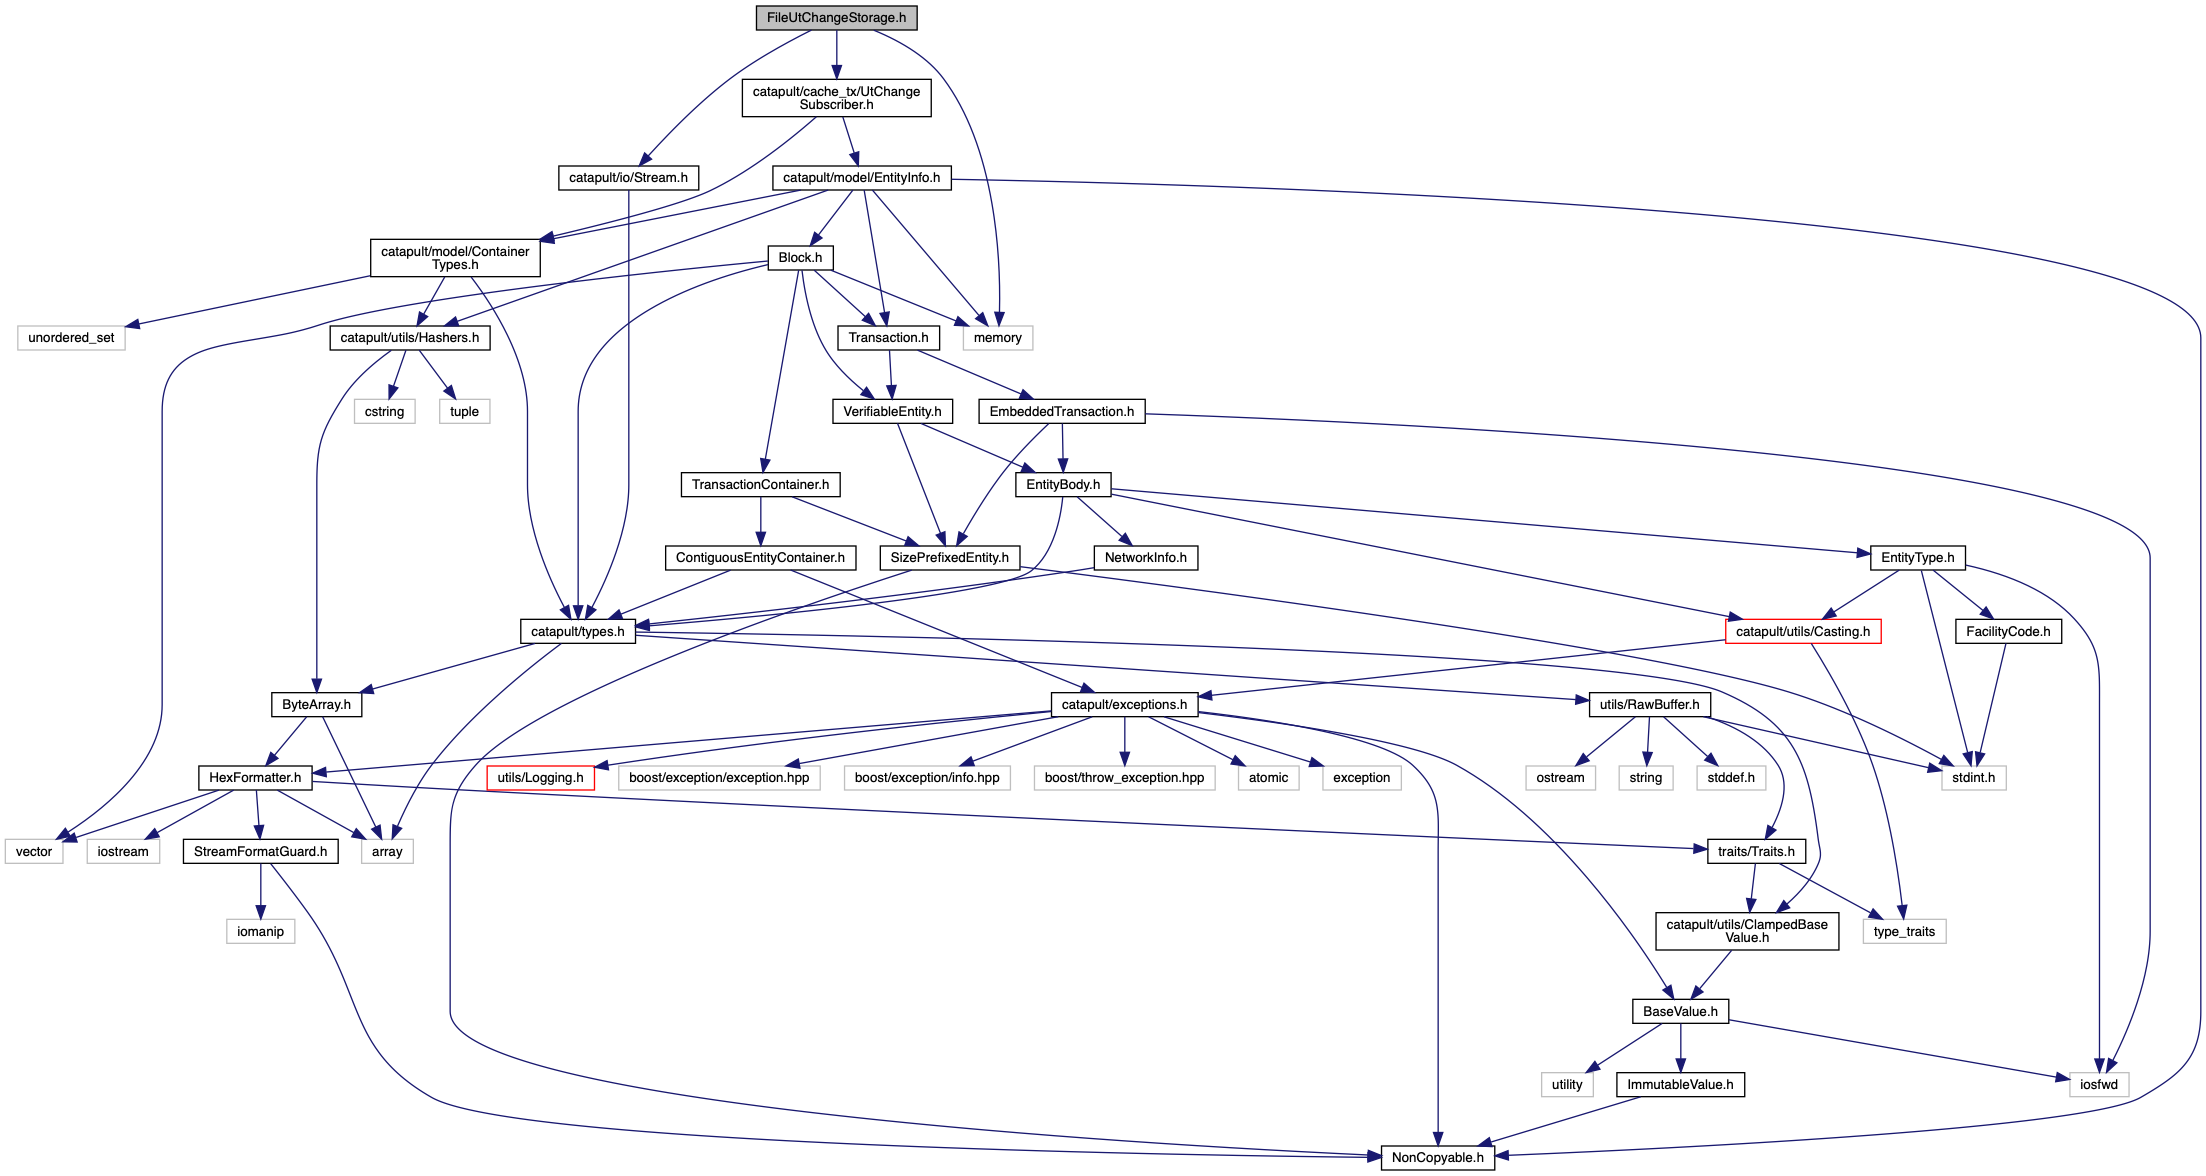 FileUtChangeStorage.h
catapult/cache_tx/UtChange
Subscriber.h
catapult/io/Stream.h
catapult/model/EntityInfo.h
catapult/model/Container
Types.h
Block.h
unordered_set
catapult/utils/Hashers.h
Transaction.h
memory
cstring
tuple
VerifiableEntity.h
EmbeddedTransaction.h
TransactionContainer.h
EntityBody.h
ContiguousEntityContainer.h
SizePrefixedEntity.h
NetworkInfo.h
EntityType.h
catapult/types.h
catapult/utils/Casting.h
FacilityCode.h
ByteArray.h
catapult/exceptions.h
utils/RawBuffer.h
HexFormatter.h
utils/Logging.h
boost/exception/exception.hpp
boost/exception/info.hpp
boost/throw_exception.hpp
atomic
exception
ostream
string
stddef.h
stdint.h
vector
iostream
StreamFormatGuard.h
array
traits/Traits.h
iomanip
catapult/utils/ClampedBase
Value.h
type_traits
BaseValue.h
utility
ImmutableValue.h
iosfwd
NonCopyable.h